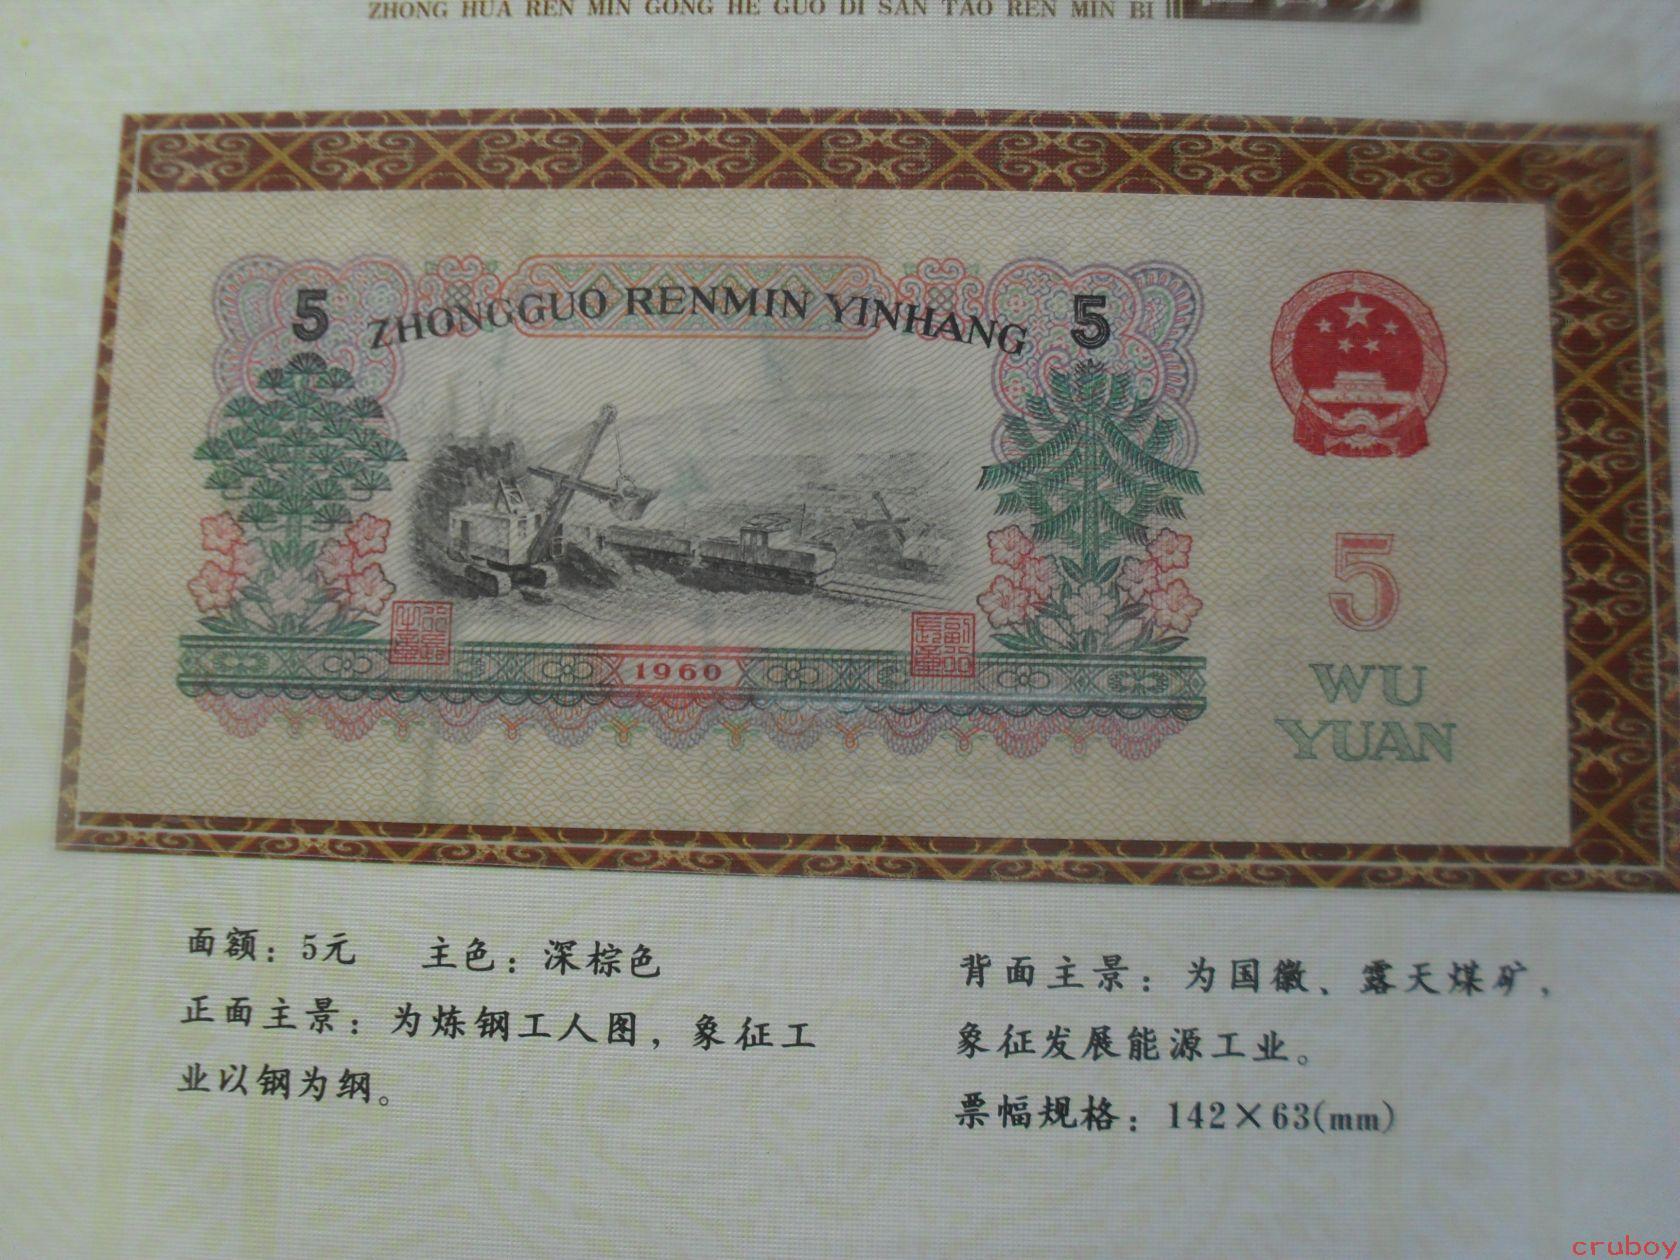 ZHONG HUA REN MIN GONG HE GUO DI SAN TAO REN MIN BI
5 ZHONGGUO RENMIN YINHANG 5
5
1960
WU
YUAN
面额：5元 主色：深棕色
正面主景：为炼钢工人图，象征工
业以钢为纲。
背面主景：为国徽、露天煤矿，
象征发展能源工业。
票幅规格：142×63(mm)
cruboy